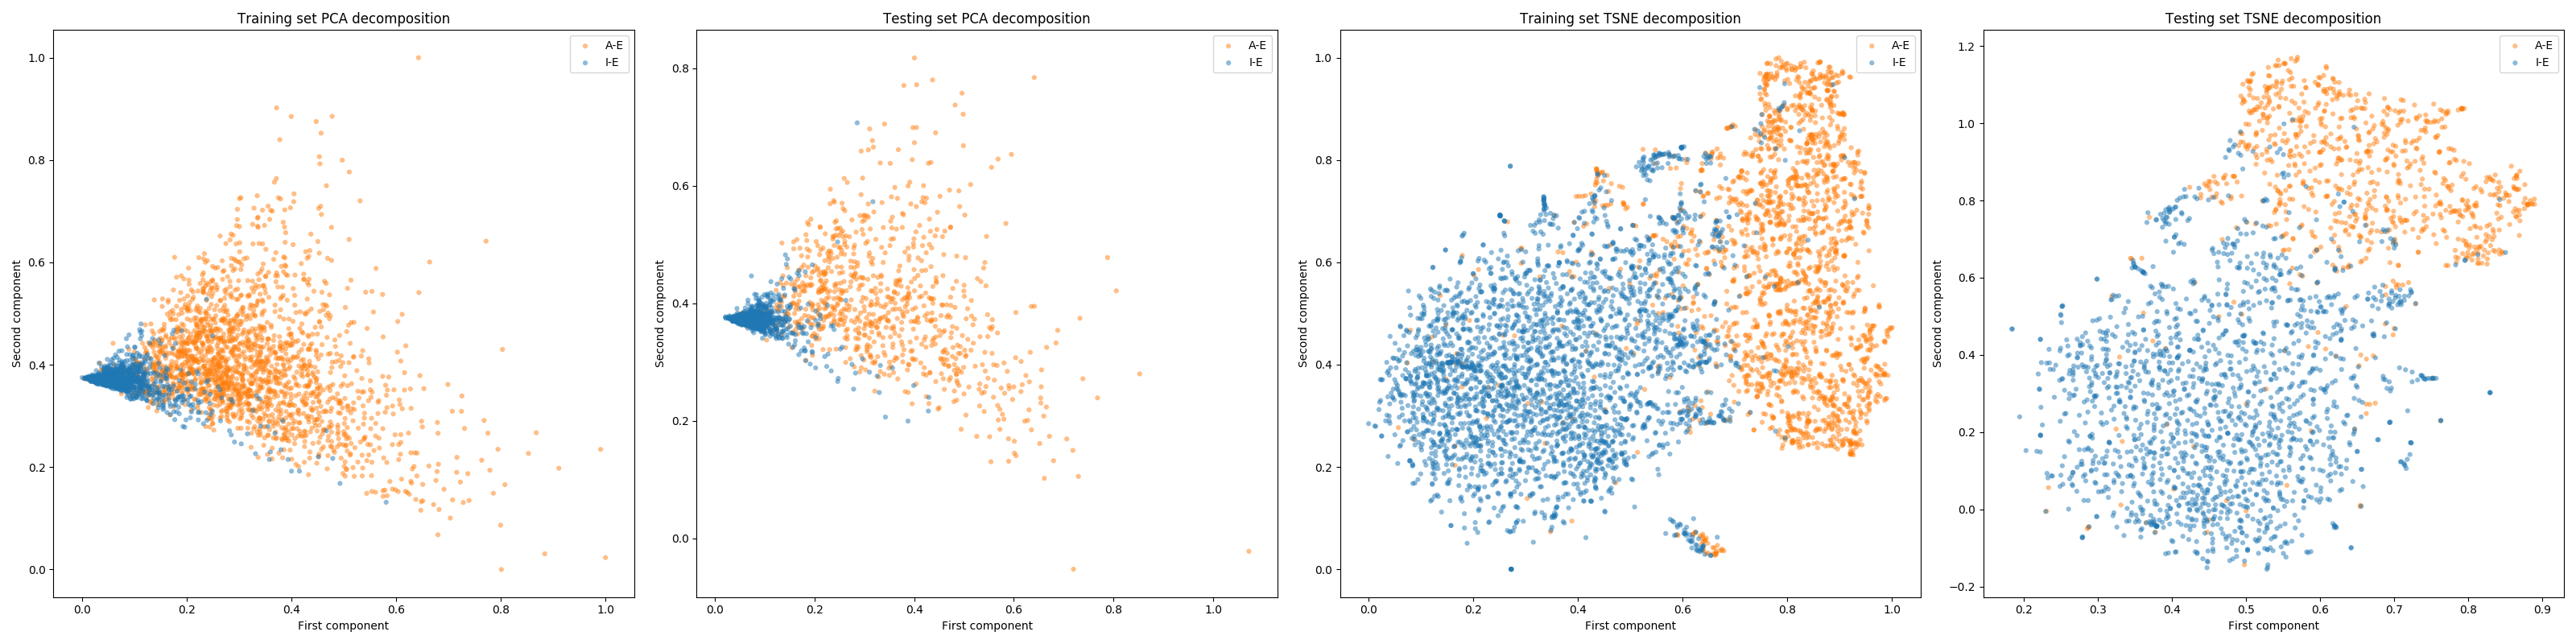 Training set PCA decomposition
A-E
I-E
1.0
0.8
0.6
0.4
0.2
0.0
Second component
0.0 0.2 0.4 0.6 0.8 1.0
First component
Testing set PCA decomposition
A-E
I-E
0.8
0.6
0.4
0.2
0.0
Second component
0.0 0.2 0.4 0.6 0.8 1.0
First component
Training set TSNE decomposition
A-E
I-E
1.0
0.8
0.6
0.4
0.2
0.0
Second component
0.0 0.2 0.4 0.6 0.8 1.0
First component
Testing set TSNE decomposition
A-E
I-E
1.2
1.0
0.8
0.6
0.4
0.2
0.0
−0.2
Second component
0.2 0.3 0.4 0.5 0.6 0.7 0.8 0.9
First component